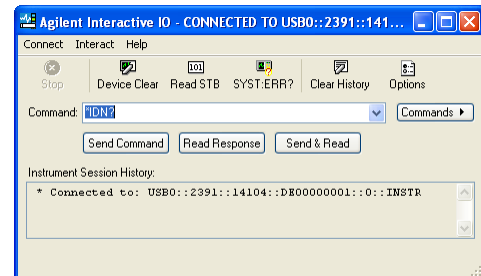 Agilent Interactive IO - CONNECTED TO USB0::2391::141...
Connect Interact Help
Stop Device Clear Read STB SYST:ERR? Clear History Options
Command: *IDN? Commands
Send Command Read Response Send & Read
Instrument Session History:
* Connected to: USB0::2391::14104::DE00000001::0::INSTR